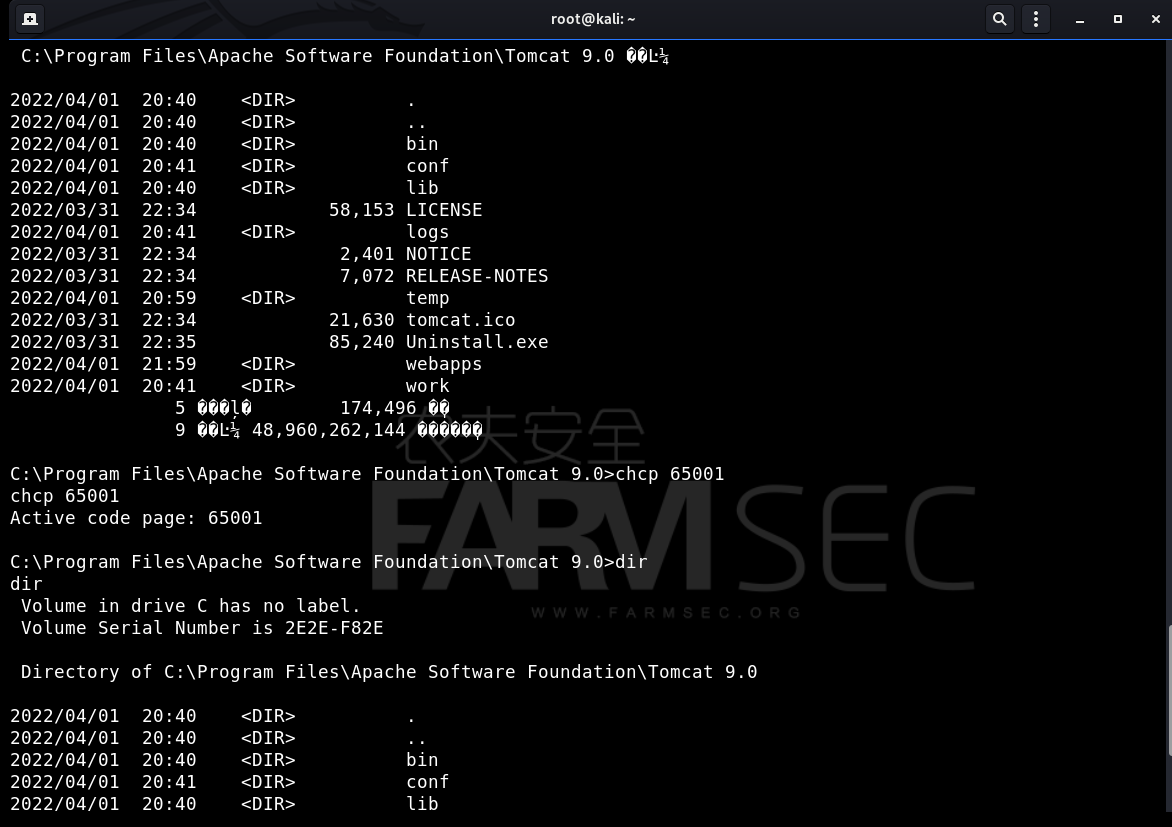 root@kali: ~
C:\Program Files\Apache Software Foundation\Tomcat 9.0 ��Ŀ¼
2022/04/01  20:40    <DIR>          .
2022/04/01  20:40    <DIR>          ..
2022/04/01  20:40    <DIR>          bin
2022/04/01  20:41    <DIR>          conf
2022/04/01  20:40    <DIR>          lib
2022/03/31  22:34            58,153 LICENSE
2022/04/01  20:41    <DIR>          logs
2022/03/31  22:34             2,401 NOTICE
2022/03/31  22:34             7,072 RELEASE-NOTES
2022/04/01  20:59    <DIR>          temp
2022/03/31  22:34            21,630 tomcat.ico
2022/03/31  22:35            85,240 Uninstall.exe
2022/04/01  21:59    <DIR>          webapps
2022/04/01  20:41    <DIR>          work
5 ���ļ�        174,496 ��
9 ��Ŀ¼ 48,960,262,144 ������
C:\Program Files\Apache Software Foundation\Tomcat 9.0>chcp 65001
chcp 65001
Active code page: 65001
C:\Program Files\Apache Software Foundation\Tomcat 9.0>dir
dir
Volume in drive C has no label.
Volume Serial Number is 2E2E-F82E
Directory of C:\Program Files\Apache Software Foundation\Tomcat 9.0
2022/04/01  20:40    <DIR>          .
2022/04/01  20:40    <DIR>          ..
2022/04/01  20:40    <DIR>          bin
2022/04/01  20:41    <DIR>          conf
2022/04/01  20:40    <DIR>          lib
农夫安全
FARMSEC
WWW.FARMSEC.ORG